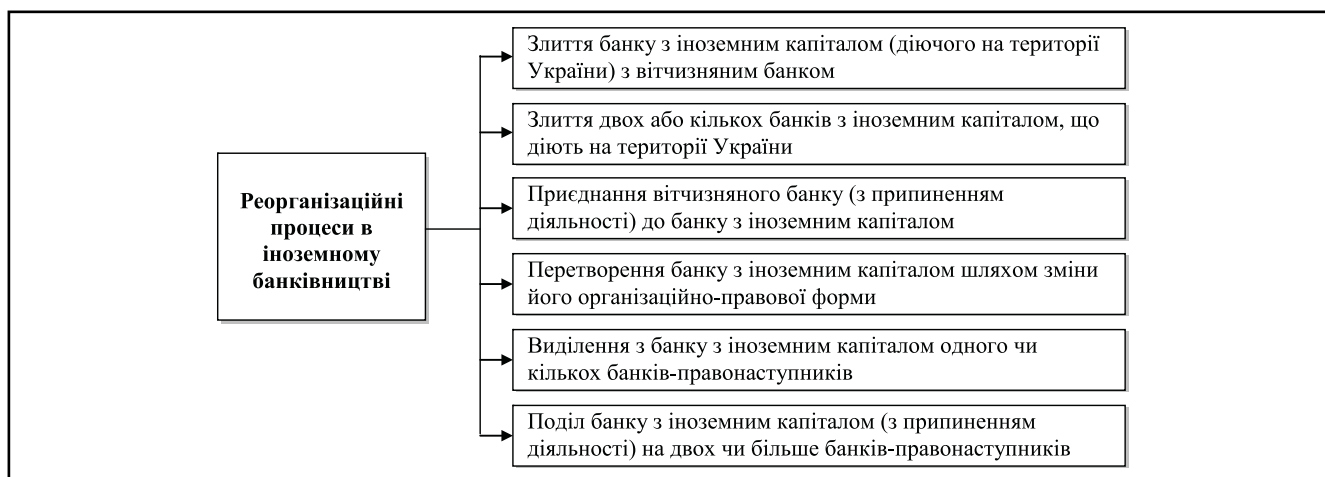 Реорганізаційні
процеси в
іноземному
банківництві
Злиття банку з іноземним капіталом (діючого на території
України) з вітчизняним банком
Злиття двох або кількох банків з іноземним капіталом, що
діють на території України
Приєднання вітчизняного банку (з припиненням
діяльності) до банку з іноземним капіталом
Перетворення банку з іноземним капіталом шляхом зміни
його організаційно-правової форми
Виділення з банку з іноземним капіталом одного чи
кількох банків-правонаступників
Поділ банку з іноземним капіталом (з припиненням
діяльності) на двох чи більше банків-правонаступників